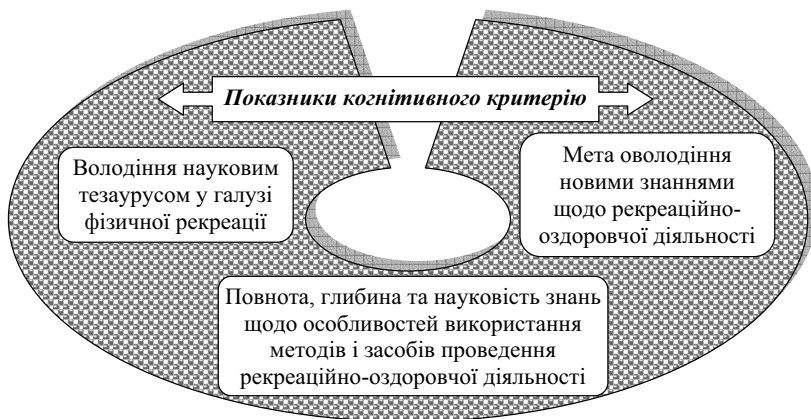 Показники когнітивного критерію
Володіння науковим
тезаурусом у галузі
фізичної рекреації
Мета оволодіння
новими знаннями
щодо рекреаційно-
оздоровчої діяльності
Повнота, глибина та науковість знань
щодо особливостей використання
методів і засобів проведення
рекреаційно-оздоровчої діяльності